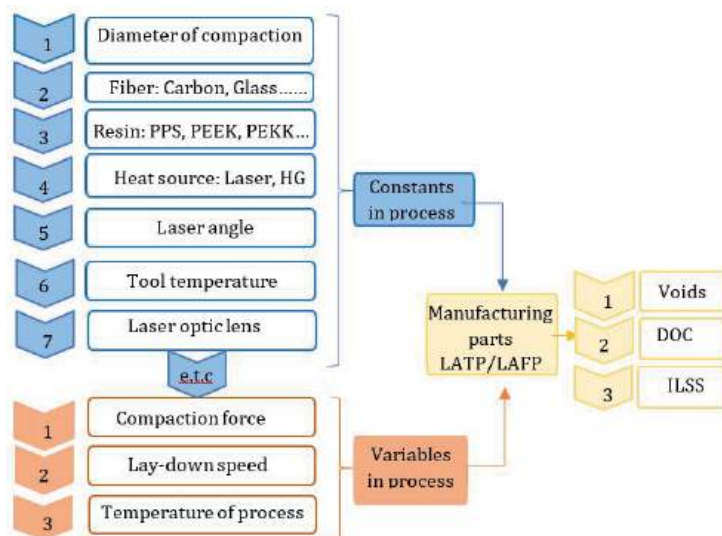 1
Diameter of compaction
2
Fiber: Carbon, Glass......
3
Resin: PPS, PEEK, PEKK...
4
Heat source: Laser, HG
5
Laser angle
6
Tool temperature
7
Laser optic lens
e.t.c
Constants
in process
1
Compaction force
2
Lay-down speed
3
Temperature of process
Variables
in process
Manufacturing
parts
LATP/LAFP
1
Voids
2
DOC
3
ILSS